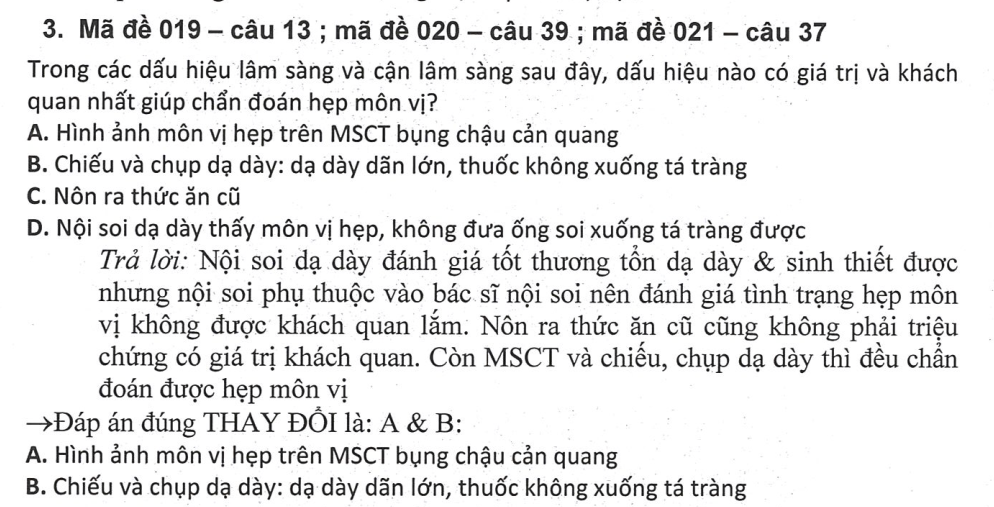 3. Mã đề 019 – câu 13 ; mã đề 020 – câu 39 ; mã đề 021 – câu 37
Trong các dấu hiệu lâm sàng và cận lâm sàng sau đây, dấu hiệu nào có giá trị và khách
quan nhất giúp chẩn đoán hẹp môn vị?
A. Hình ảnh môn vị hẹp trên MSCT bụng chậu cản quang
B. Chiếu và chụp dạ dày: dạ dày dãn lớn, thuốc không xuống tá tràng
C. Nôn ra thức ăn cũ
D. Nội soi dạ dày thấy môn vị hẹp, không đưa ống soi xuống tá tràng được
Trả lời: Nội soi dạ dày đánh giá tốt thương tổn dạ dày & sinh thiết được
nhưng nội soi phụ thuộc vào bác sĩ nội soi nên đánh giá tình trạng hẹp môn
vị không được khách quan lắm. Nôn ra thức ăn cũ cũng không phải triệu
chứng có giá trị khách quan. Còn MSCT và chiếu, chụp dạ dày thì đều chẩn
đoán được hẹp môn vị
→Đáp án đúng THAY ĐỔI là: A & B:
A. Hình ảnh môn vị hẹp trên MSCT bụng chậu cản quang
B. Chiếu và chụp dạ dày: dạ dày dãn lớn, thuốc không xuống tá tràng